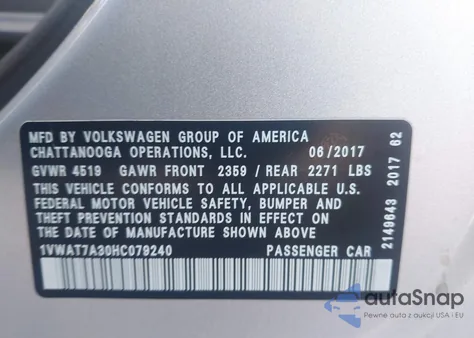 MFD BY VOLKSWAGEN GROUP OF AMERICA
CHATTANOOGA OPERATIONS, LLC. 06/2017
GVWR 4519 GAWR FRONT 2359 / REAR 2271 LBS
THIS VEHICLE CONFORMS TO ALL APPLICABLE U.S.
FEDERAL MOTOR VEHICLE SAFETY, BUMPER AND
THEFT PREVENTION STANDARDS IN EFFECT ON
THE DATE OF MANUFACTURE SHOWN ABOVE
1VWAT7A30HC079240 PASSENGER CAR
2149643 2017 62
autoSnap
Pewne auta z aukcji USA i EU